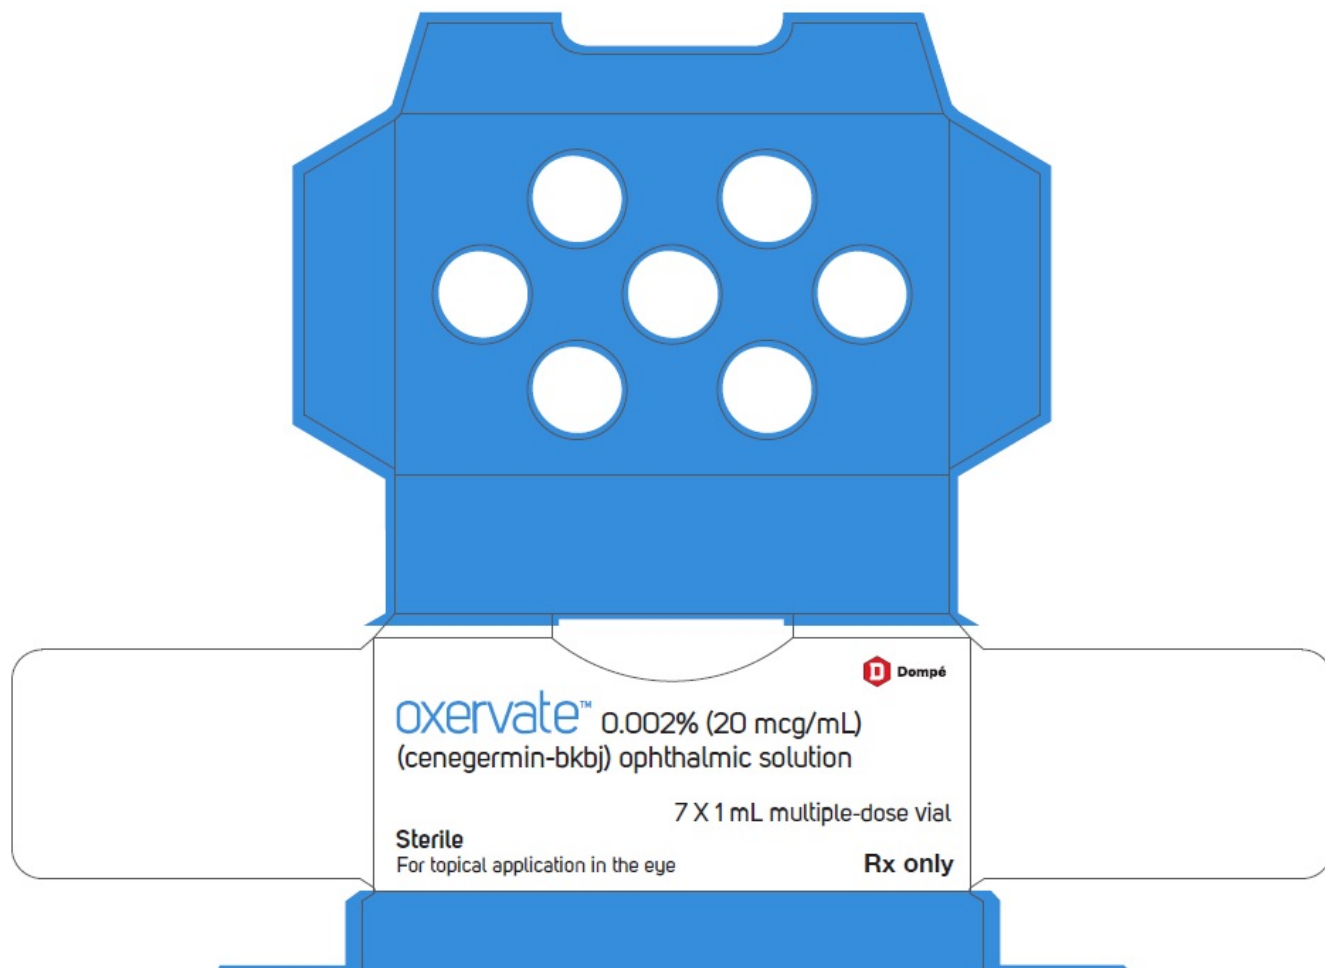 D Dompé
oxervate™ 0.002% (20 mcg/mL)
(cenegermin-bkbj) ophthalmic solution
7 X 1 mL multiple-dose vial
Sterile
For topical application in the eye
Rx only